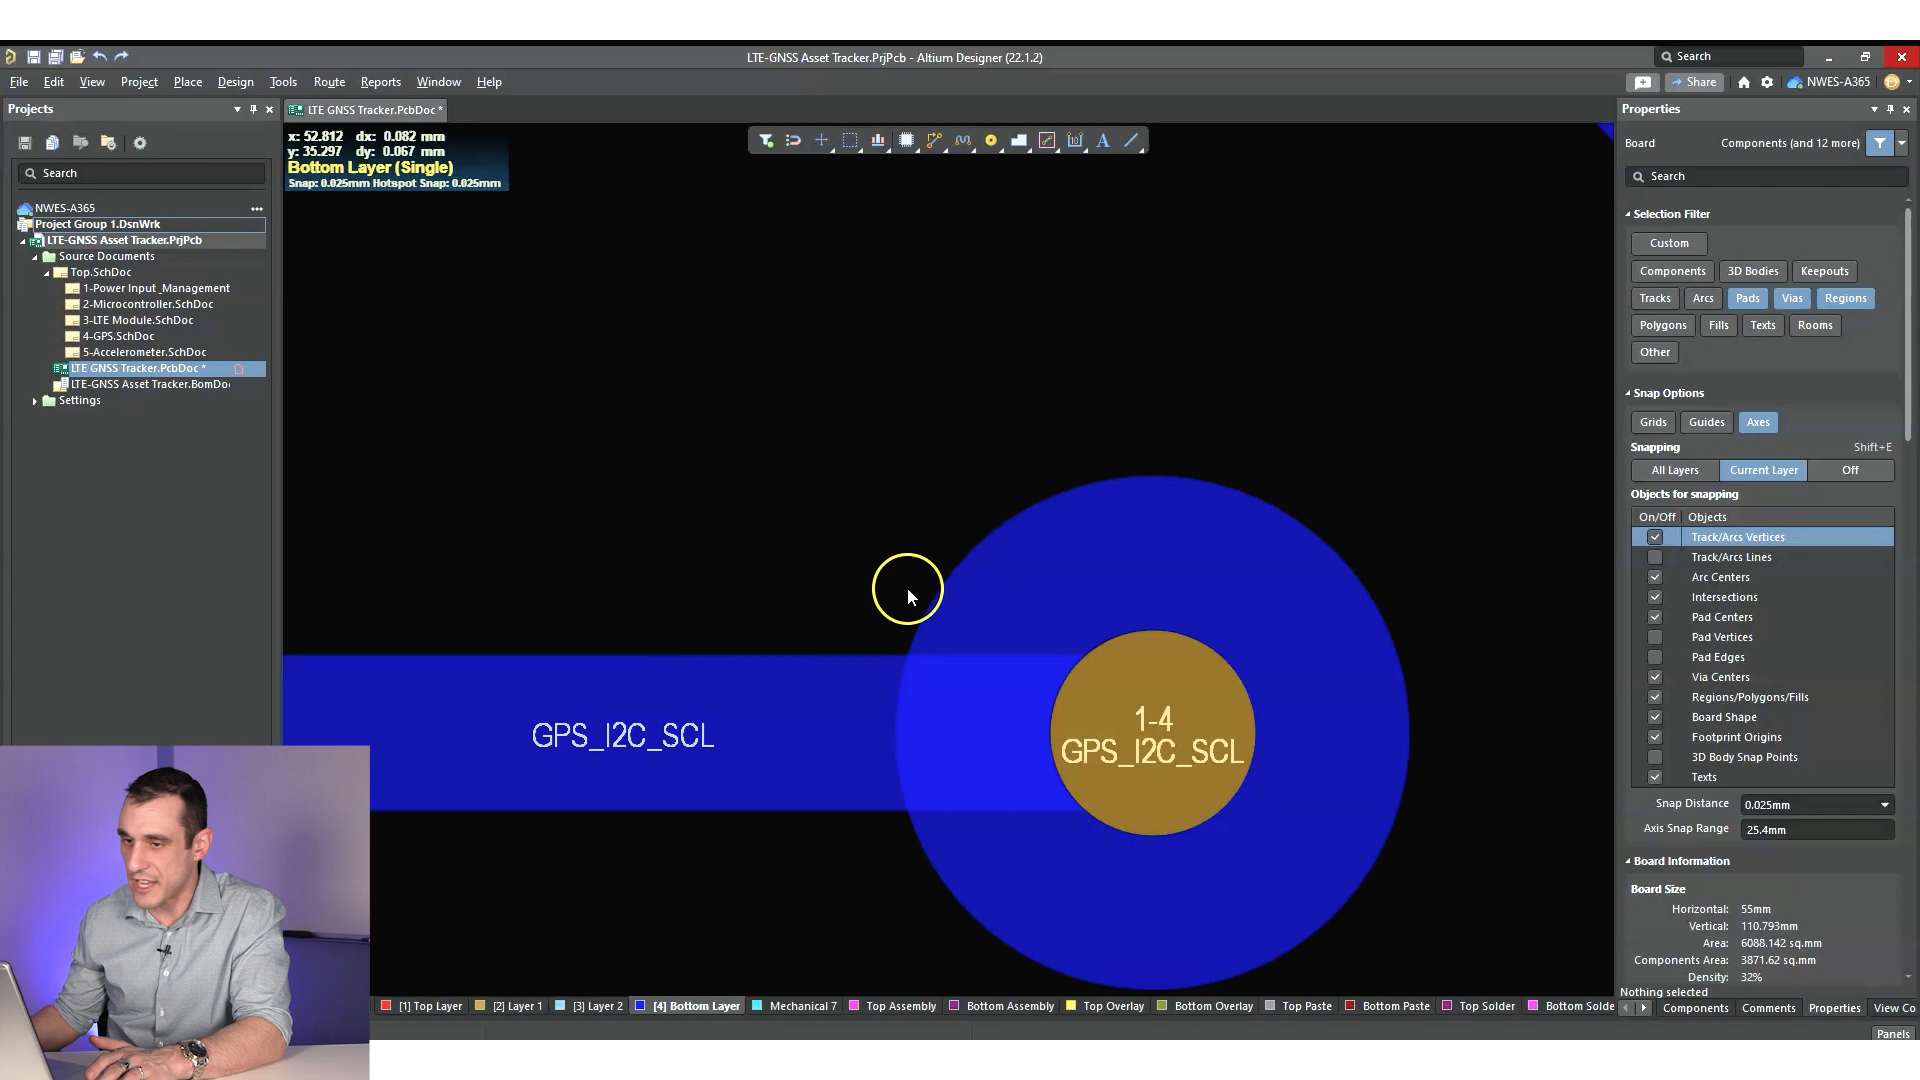 LTE-GNSS Asset Tracker.PrjPcb - Altium Designer (22.1.2)
Search
File Edit View Project Place Design Tools Route Reports Window Help
Share
NWES-A365
Projects
Search
NWES-A365
Project Group 1.DsnWrk
LTE-GNSS Asset Tracker.PrjPcb
Source Documents
Top.SchDoc
1-Power Input_Management
2-Microcontroller.SchDoc
3-LTE Module.SchDoc
4-GPS.SchDoc
5-Accelerometer.SchDoc
LTE GNSS Tracker.PcbDoc *
LTE-GNSS Asset Tracker.BomDo
Settings
LTE GNSS Tracker.PcbDoc *
x: 52.812 dx: 0.082 mm
y: 35.297 dy: 0.067 mm
Bottom Layer (Single)
Snap: 0.025mm Hotspot Snap: 0.025mm
GPS_I2C_SCL
1-4
GPS_I2C_SCL
[1] Top Layer [2] Layer 1 [3] Layer 2 [4] Bottom Layer Mechanical 7 Top Assembly Bottom Assembly Top Overlay Bottom Overlay Top Paste Bottom Paste Top Solder Bottom Solde
Properties
Board Components (and 12 more)
Search
Selection Filter
Custom
Components 3D Bodies Keepouts
Tracks Arcs Pads Vias Regions
Polygons Fills Texts Rooms
Other
Snap Options
Grids Guides Axes
Snapping Shift+E
All Layers Current Layer Off
Objects for snapping
On/Off Objects
Track/Arcs Vertices
Track/Arcs Lines
Arc Centers
Intersections
Pad Centers
Pad Vertices
Pad Edges
Via Centers
Regions/Polygons/Fills
Board Shape
Footprint Origins
3D Body Snap Points
Texts
Snap Distance 0.025mm
Axis Snap Range 25.4mm
Board Information
Board Size
Horizontal: 55mm
Vertical: 110.793mm
Area: 6088.142 sq.mm
Components Area: 3871.62 sq.mm
Density: 32%
Nothing selected
Components Comments Properties View Co
Panels